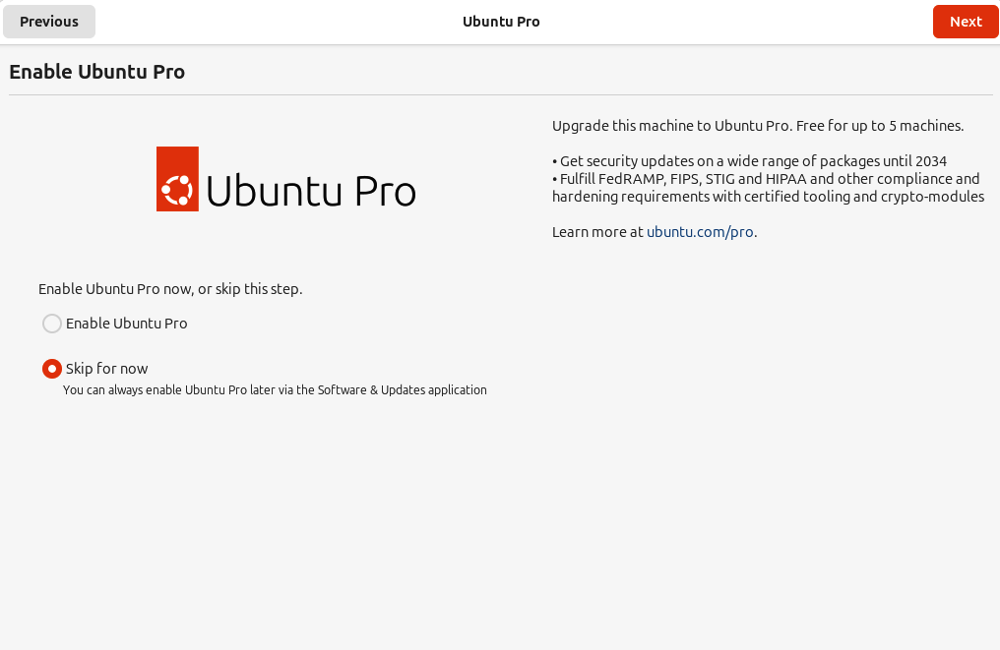 Previous
Ubuntu Pro
Next
Enable Ubuntu Pro
Ubuntu Pro
Upgrade this machine to Ubuntu Pro. Free for up to 5 machines.
• Get security updates on a wide range of packages until 2034
• Fulfill FedRAMP, FIPS, STIG and HIPAA and other compliance and
hardening requirements with certified tooling and crypto-modules
Learn more at ubuntu.com/pro.
Enable Ubuntu Pro now, or skip this step.
Enable Ubuntu Pro
Skip for now
You can always enable Ubuntu Pro later via the Software & Updates application